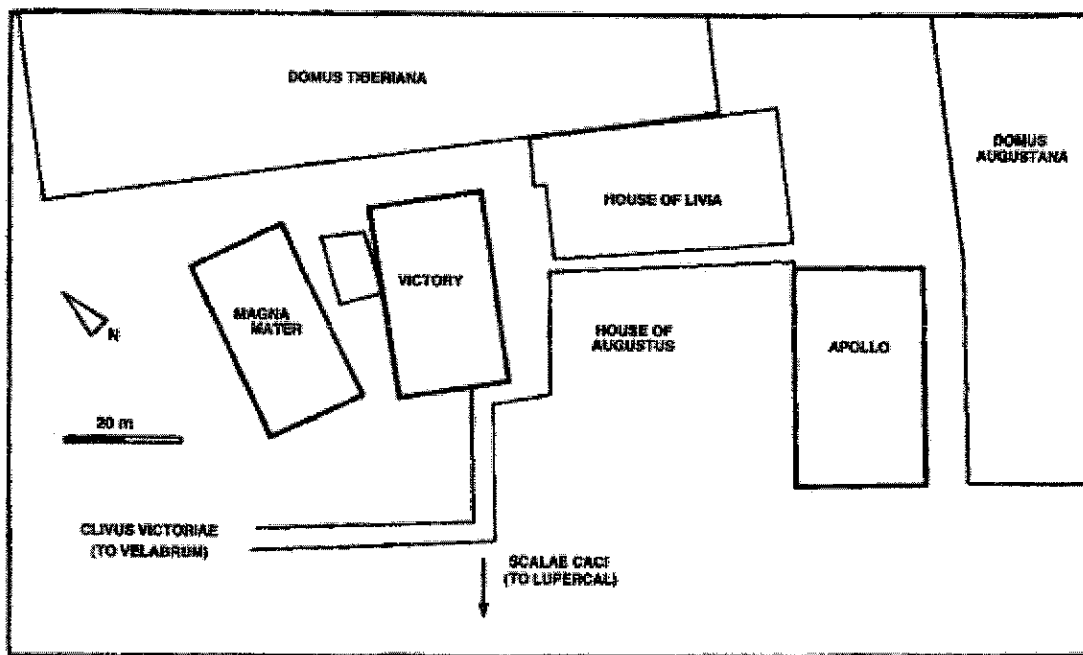 DOMUS TIBERIANA
DOMUS
AUGUSTANA
HOUSE OF LIVIA
VICTORY
MAGNA
MATER
N
HOUSE OF
AUGUSTUS
APOLLO
20 m
CLIVUS VICTORIAE
(TO VELABRUM)
SCALAE CACI
(TO LUPERCAL)